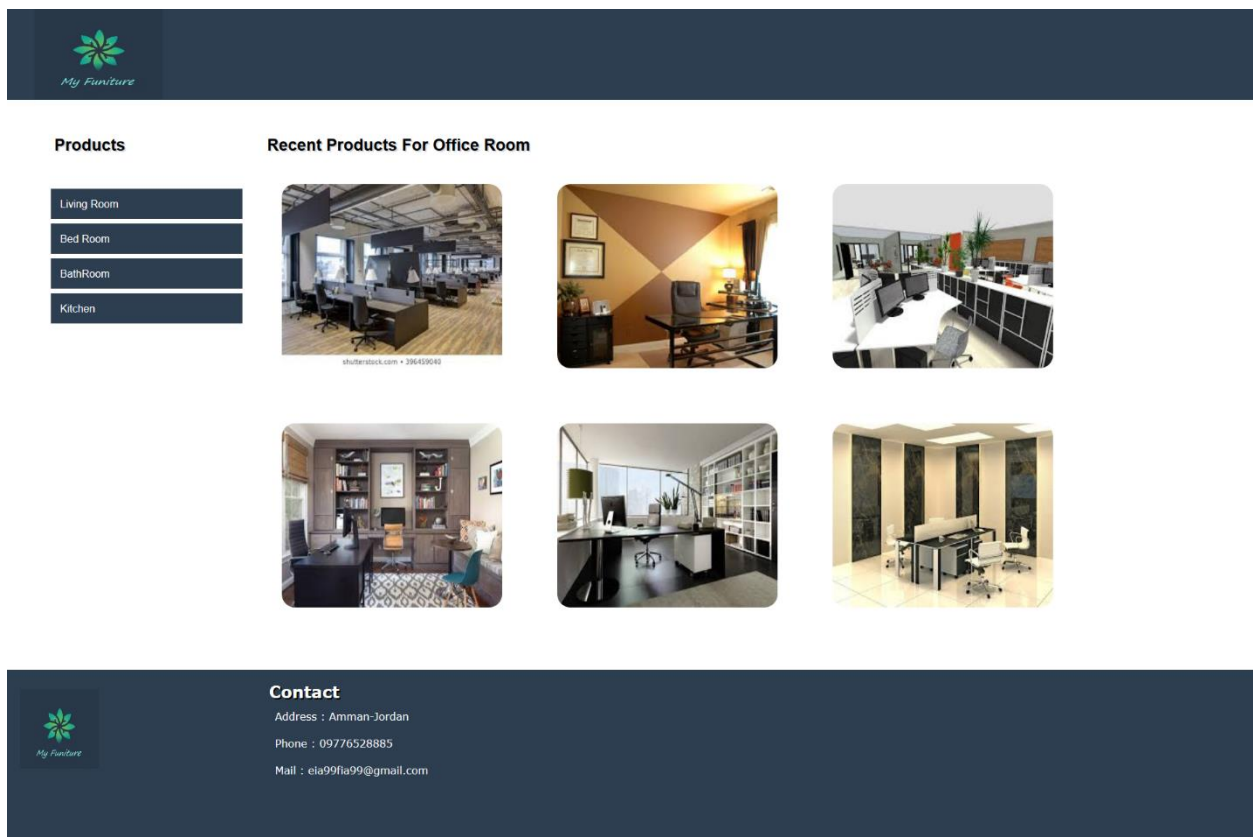 My Funiture
Products
Recent Products For Office Room
Living Room
Bed Room
BathRoom
Kitchen
shutterstock.com • 396459040
Contact
Address : Amman-Jordan
Phone : 09776528885
My Funiture
Mail : eia99fia99@gmail.com